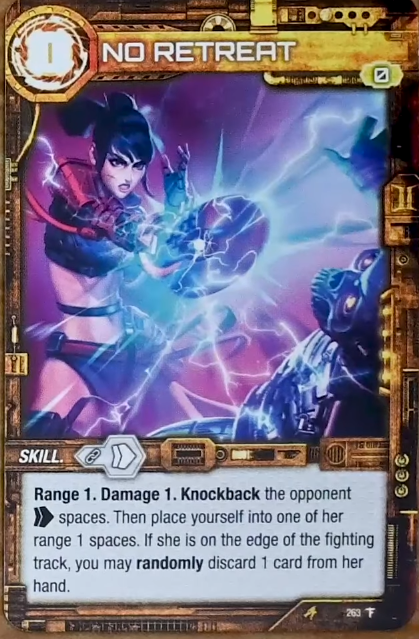 1 NO RETREAT
0
SKILL.
Range 1. Damage 1. Knockback the opponent
spaces. Then place yourself into one of her
range 1 spaces. If she is on the edge of the fighting
track, you may randomly discard 1 card from her
hand.
263